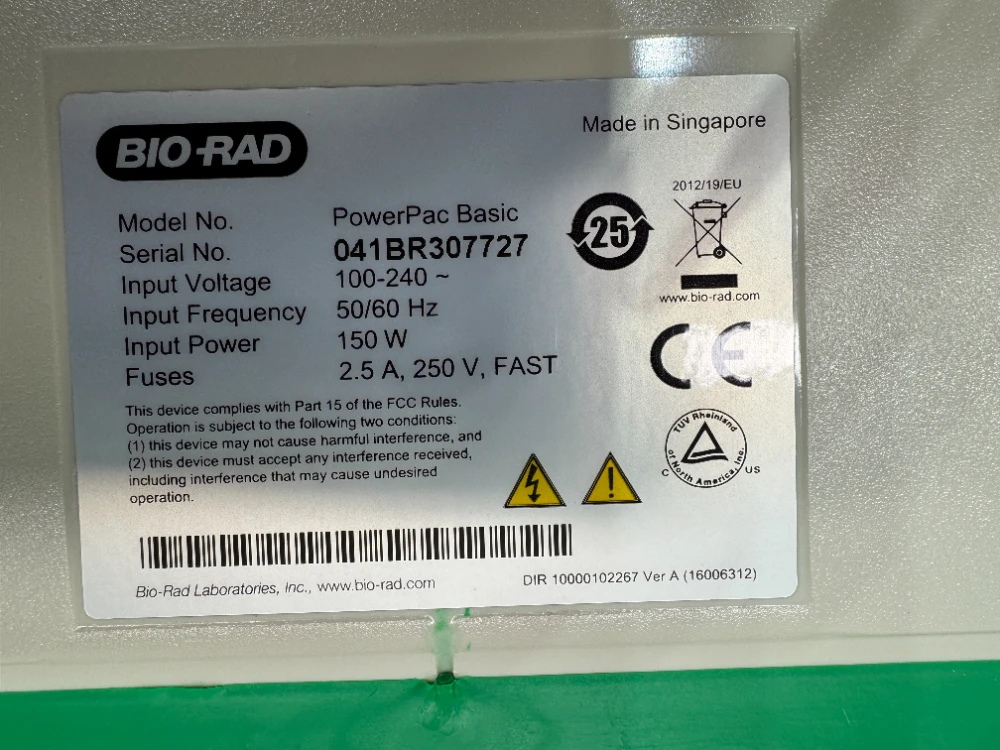 BIO-RAD
Made in Singapore
Model No. PowerPac Basic
Serial No. 041BR307727
Input Voltage 100-240 ~
Input Frequency 50/60 Hz
Input Power 150 W
Fuses 2.5 A, 250 V, FAST
25
2012/19/EU
www.bio-rad.com
CE
TÜV Rheinland
of North America, Inc.
C US
This device complies with Part 15 of the FCC Rules.
Operation is subject to the following two conditions:
(1) this device may not cause harmful interference, and
(2) this device must accept any interference received,
including interference that may cause undesired
operation.
Bio-Rad Laboratories, Inc., www.bio-rad.com
DIR 10000102267 Ver A (16006312)